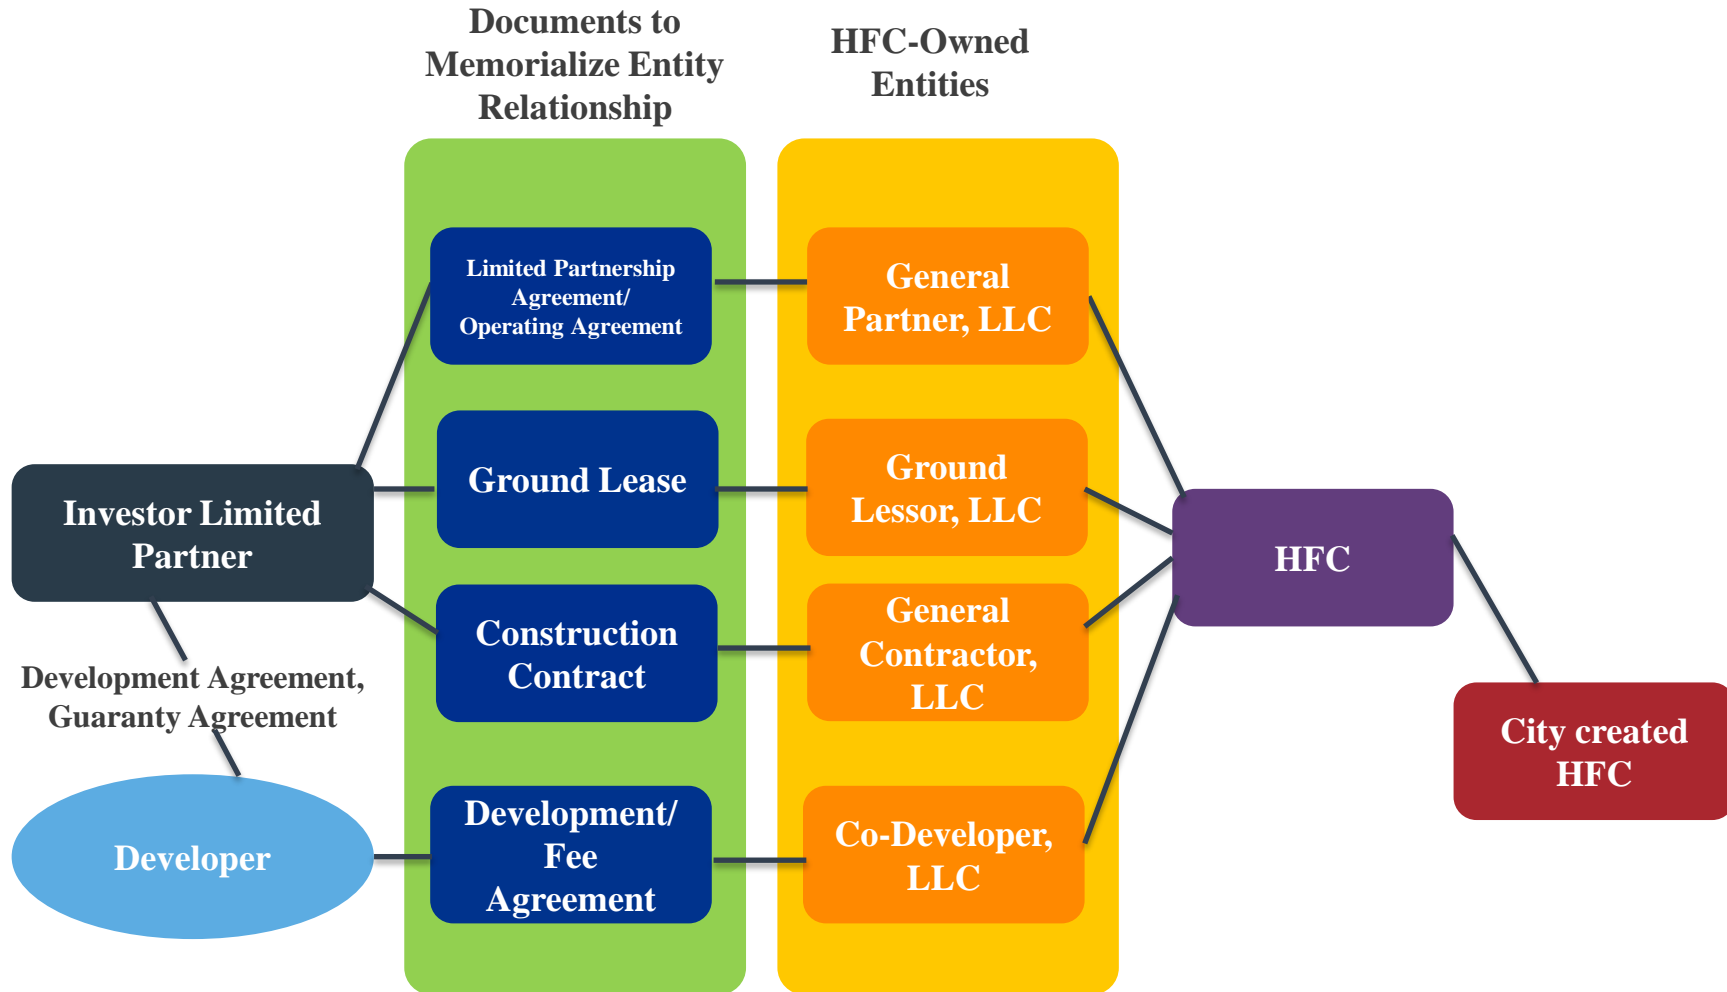 Documents to
Memorialize Entity
Relationship
HFC-Owned
Entities
Limited Partnership
Agreement/
Operating Agreement
General
Partner, LLC
Ground Lease
Ground
Lessor, LLC
Investor Limited
Partner
HFC
Construction
Contract
General
Contractor,
LLC
Development Agreement,
Guaranty Agreement
City created
HFC
Developer
Development/
Fee
Agreement
Co-Developer,
LLC